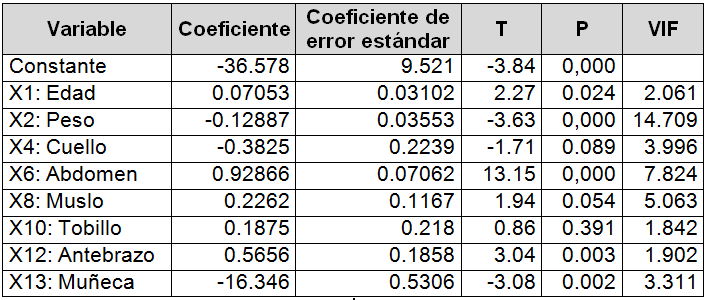 Variable Coeficiente Coeficiente de error estándar T P VIF
Constante -36.578 9.521 -3.84 0,000
X1: Edad 0.07053 0.03102 2.27 0.024 2.061
X2: Peso -0.12887 0.03553 -3.63 0,000 14.709
X4: Cuello -0.3825 0.2239 -1.71 0.089 3.996
X6: Abdomen 0.92866 0.07062 13.15 0,000 7.824
X8: Muslo 0.2262 0.1167 1.94 0.054 5.063
X10: Tobillo 0.1875 0.218 0.86 0.391 1.842
X12: Antebrazo 0.5656 0.1858 3.04 0.003 1.902
X13: Muñeca -16.346 0.5306 -3.08 0.002 3.311